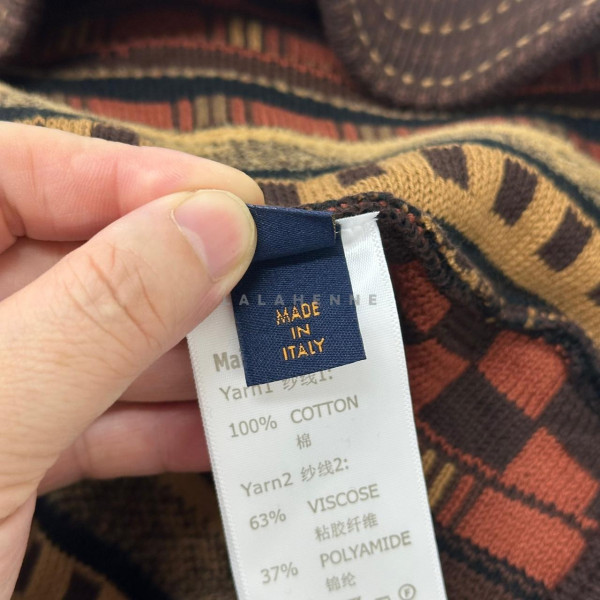 ALAHENNE
MADE
IN
ITALY
Ma
Yarn1 纱线1:
100% COTTON
棉
Yarn2 纱线2:
63% VISCOSE
粘胶纤维
37% POLYAMIDE
锦纶
F